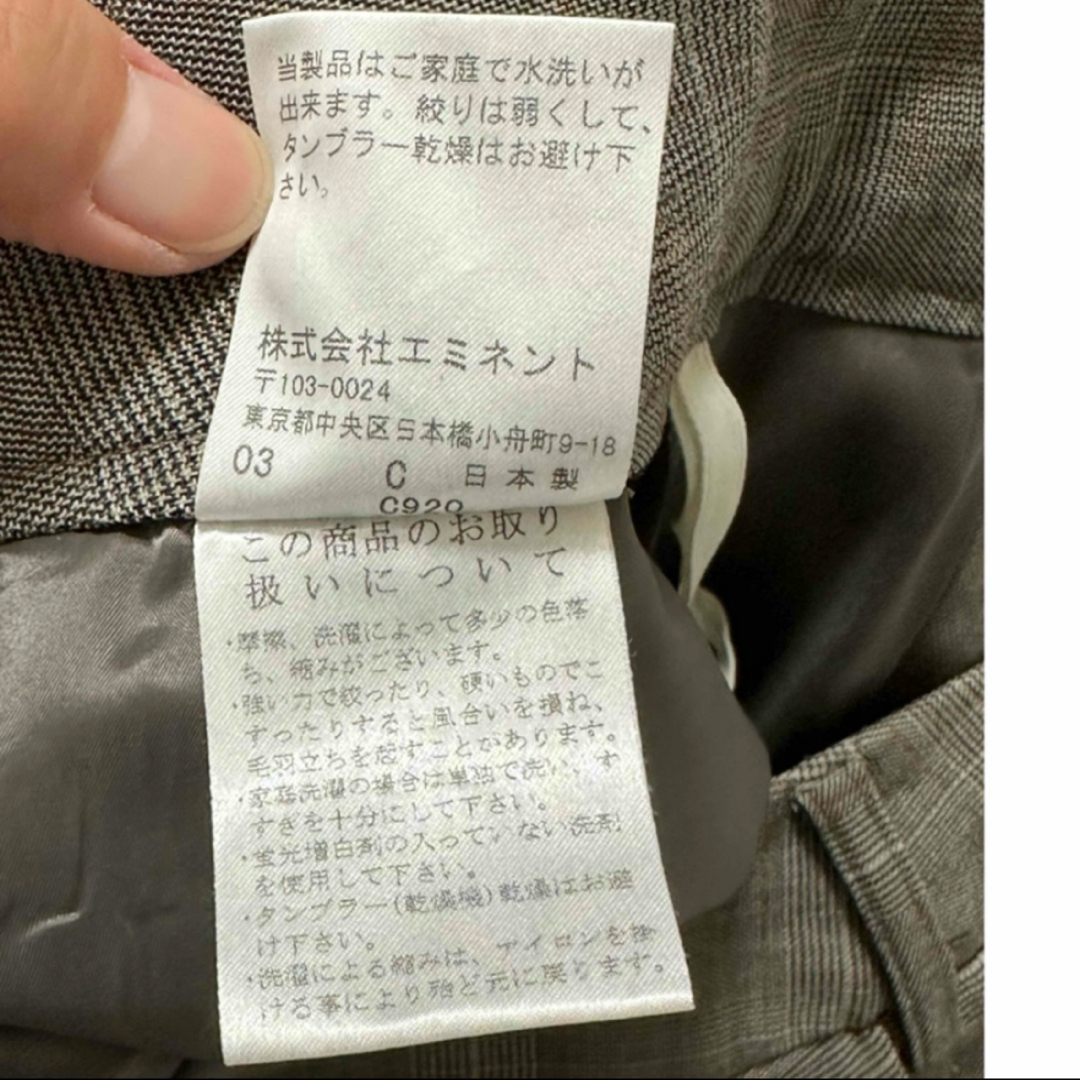 当製品はご家庭で水洗いが
出来ます。絞りは弱くして、
タンブラー乾燥はお避け下
さい。
株式会社エミネント
〒103-0024
東京都中央区日本橋小舟町9-18
03 C 日本製
C920
この商品のお取り
扱いについて
・摩擦、洗濯によって多少の色落
ち、縮みがございます。
・強い力で絞ったり、硬いものでこ
すったりすると風合いを損ね、
毛羽立ちを起すことがあります。
・家庭洗濯の場合は単独で洗い、す
すぎを十分にして下さい。
・蛍光増白剤の入っていない洗剤
を使用して下さい。
・タンブラー(乾燥機)乾燥はお避
け下さい。
・洗濯による縮みは、アイロンを掛
ける事により殆ど元に戻ります。